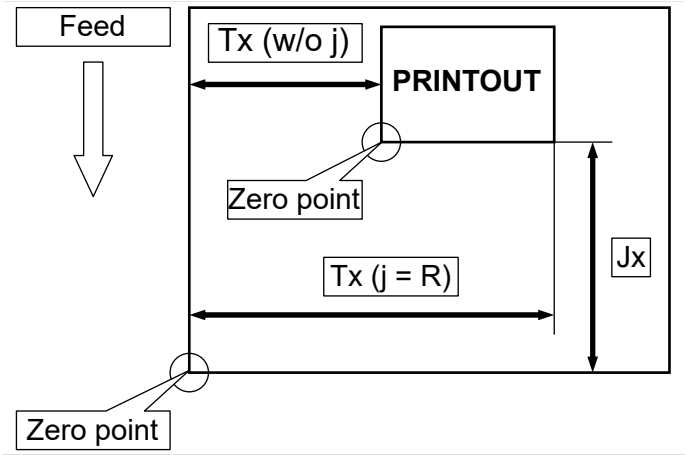 Feed
Tx (w/o j)
PRINTOUT
Zero point
Jx
Tx (j = R)
Zero point